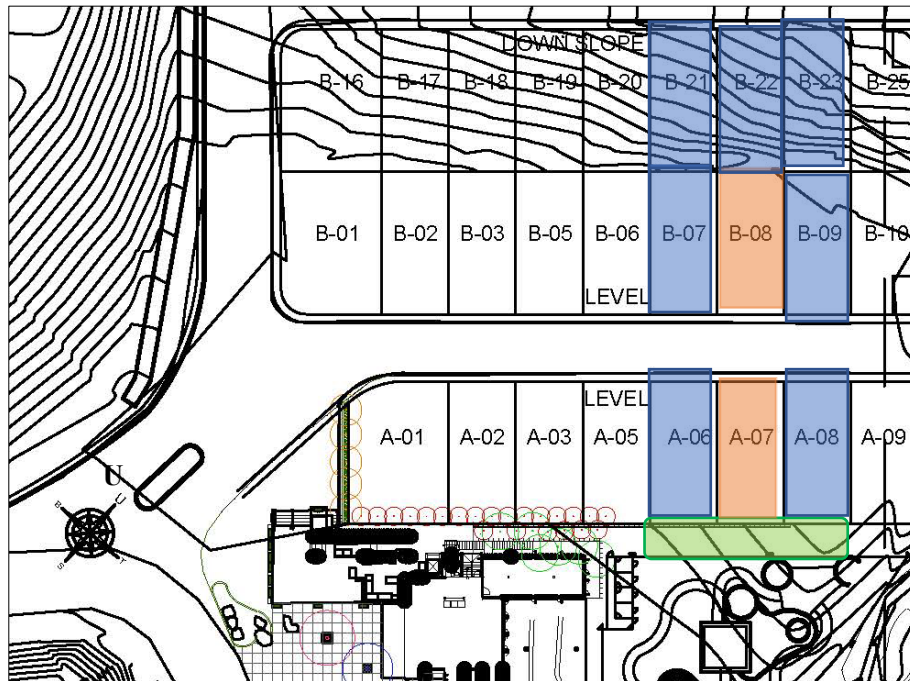 DOWN SLOPE
B-16 B-17 B-18 B-19 B-20 B-21 B-22 B-23 B-25
B-01 B-02 B-03 B-05 B-06 B-07 B-08 B-09 B-10
LEVEL
LEVEL
A-01 A-02 A-03 A-05 A-06 A-07 A-08 A-09
U
B U
S T